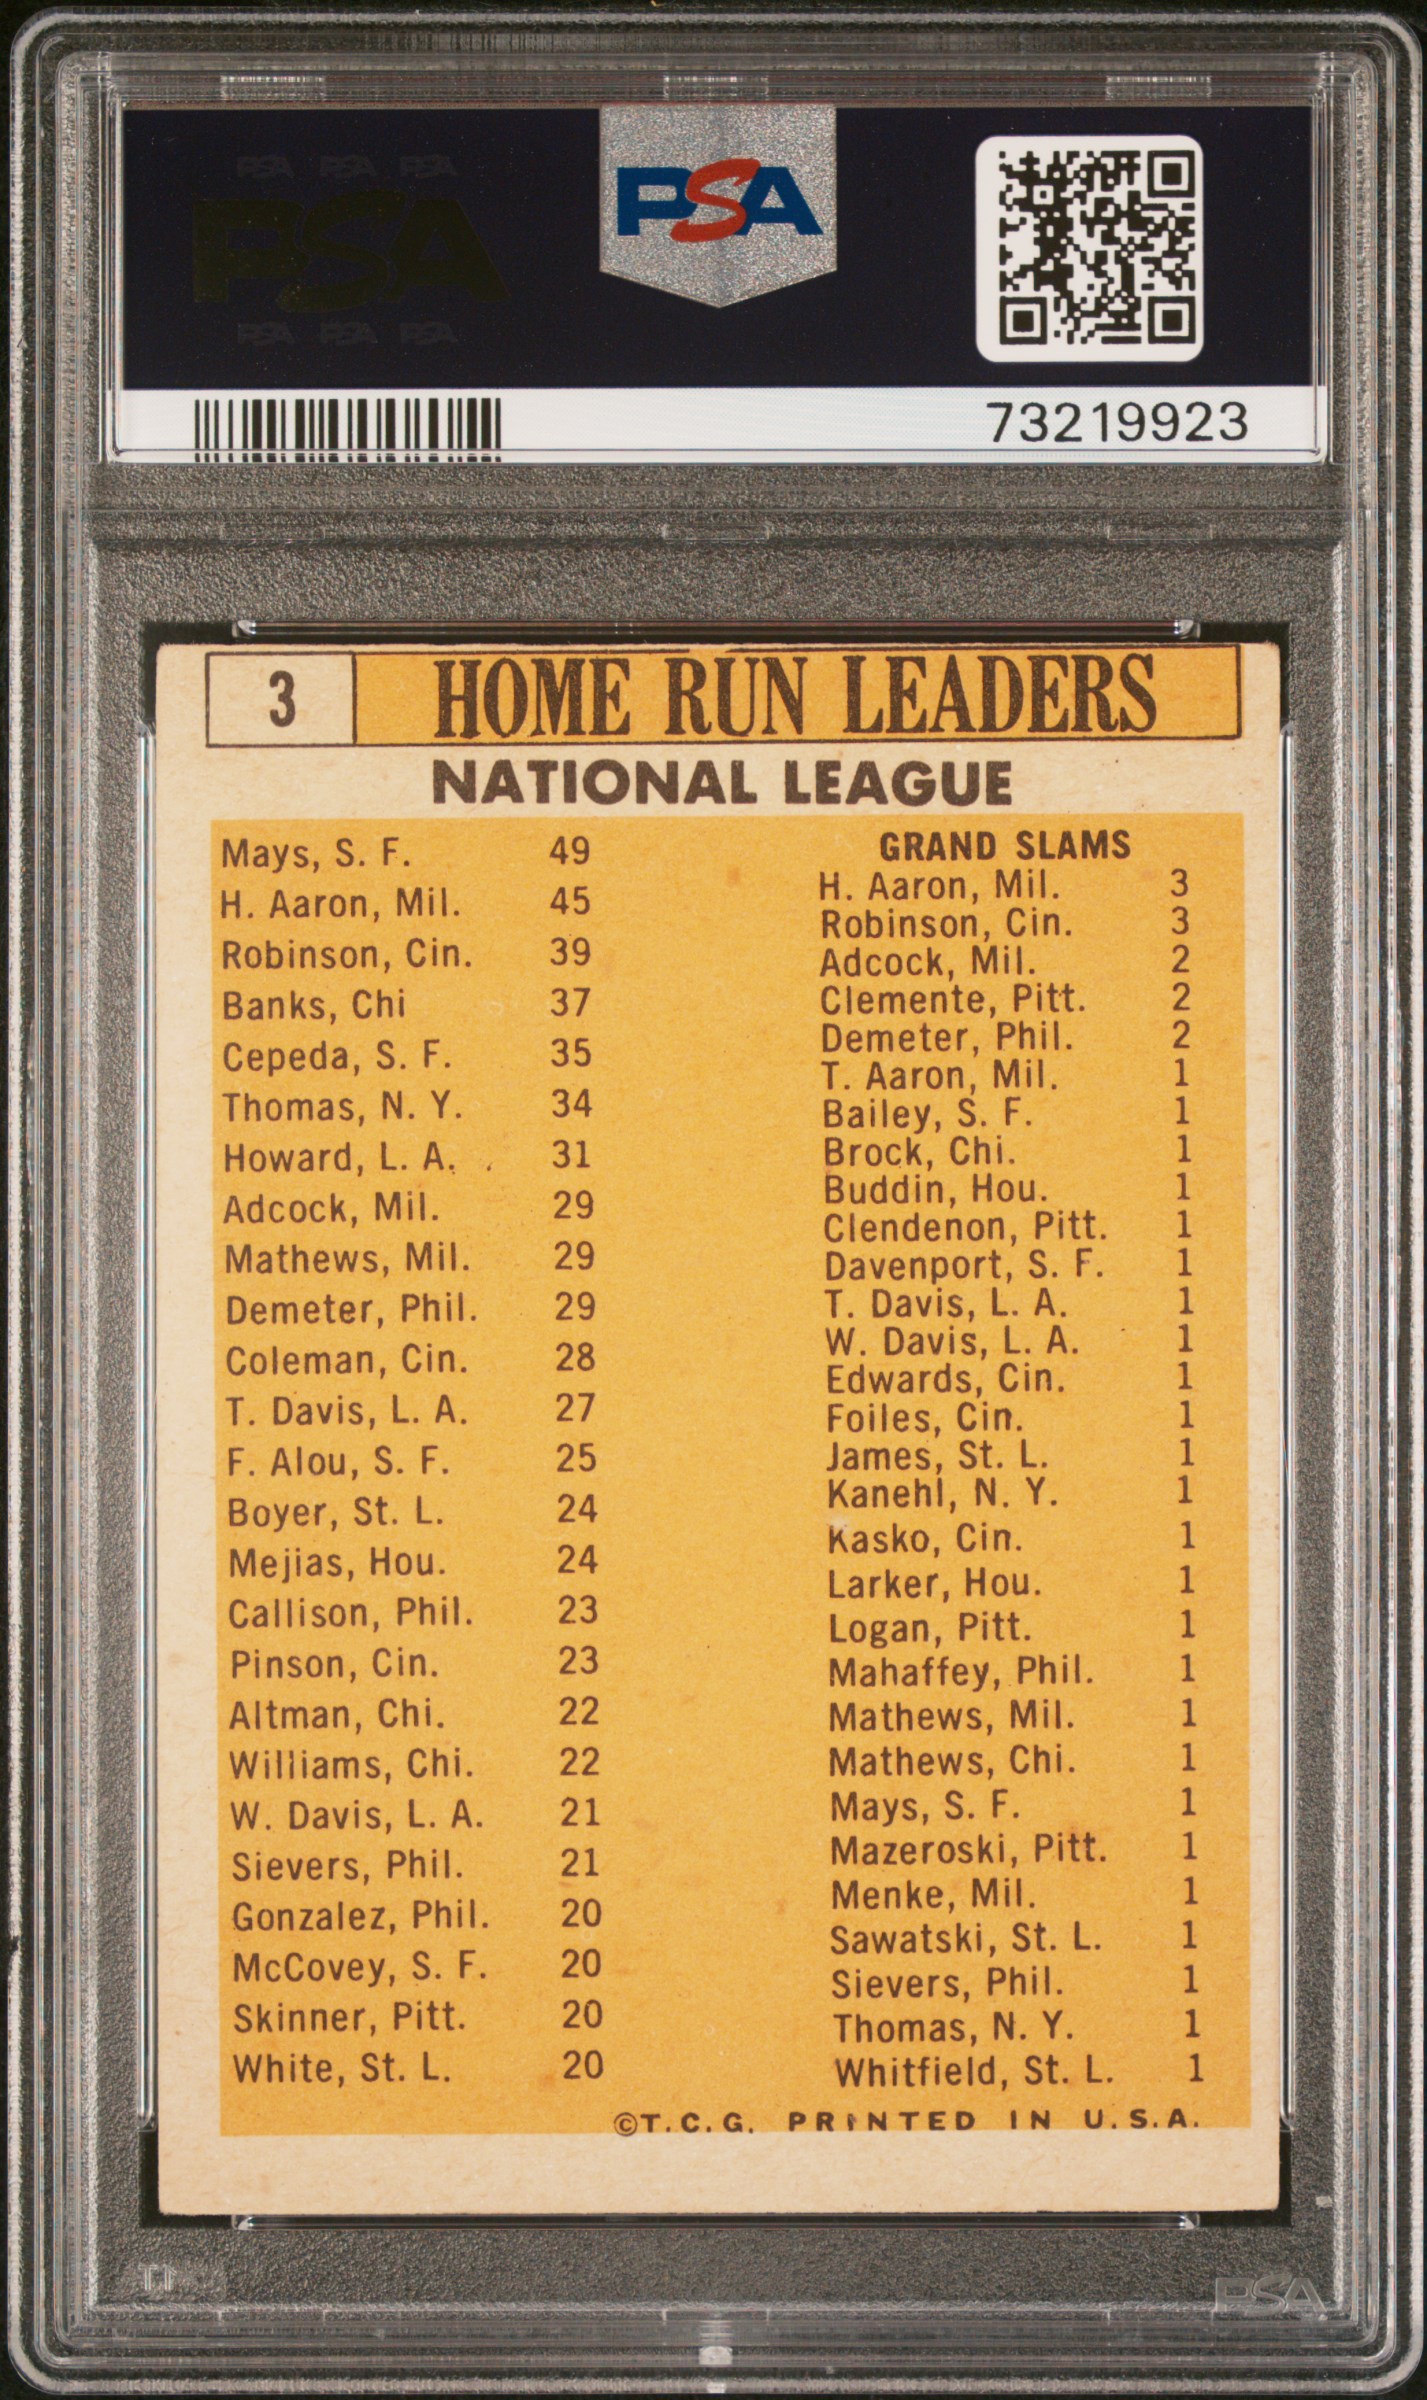 PSA PSA PSA
PSA
PSA PSA PSA
PSA
73219923
3 HOME RUN LEADERS
NATIONAL LEAGUE
Mays, S. F. 49
H. Aaron, Mil. 45
Robinson, Cin. 39
Banks, Chi 37
Cepeda, S. F. 35
Thomas, N. Y. 34
Howard, L. A. 31
Adcock, Mil. 29
Mathews, Mil. 29
Demeter, Phil. 29
Coleman, Cin. 28
T. Davis, L. A. 27
F. Alou, S. F. 25
Boyer, St. L. 24
Mejias, Hou. 24
Callison, Phil. 23
Pinson, Cin. 23
Altman, Chi. 22
Williams, Chi. 22
W. Davis, L. A. 21
Sievers, Phil. 21
Gonzalez, Phil. 20
McCovey, S. F. 20
Skinner, Pitt. 20
White, St. L. 20
GRAND SLAMS
H. Aaron, Mil. 3
Robinson, Cin. 3
Adcock, Mil. 2
Clemente, Pitt. 2
Demeter, Phil. 2
T. Aaron, Mil. 1
Bailey, S. F. 1
Brock, Chi. 1
Buddin, Hou. 1
Clendenon, Pitt. 1
Davenport, S. F. 1
T. Davis, L. A. 1
W. Davis, L. A. 1
Edwards, Cin. 1
Foiles, Cin. 1
James, St. L. 1
Kanehl, N. Y. 1
Kasko, Cin. 1
Larker, Hou. 1
Logan, Pitt. 1
Mahaffey, Phil. 1
Mathews, Mil. 1
Mathews, Chi. 1
Mays, S. F. 1
Mazeroski, Pitt. 1
Menke, Mil. 1
Sawatski, St. L. 1
Sievers, Phil. 1
Thomas, N. Y. 1
Whitfield, St. L. 1
©T.C.G. PRINTED IN U.S.A.
PSA